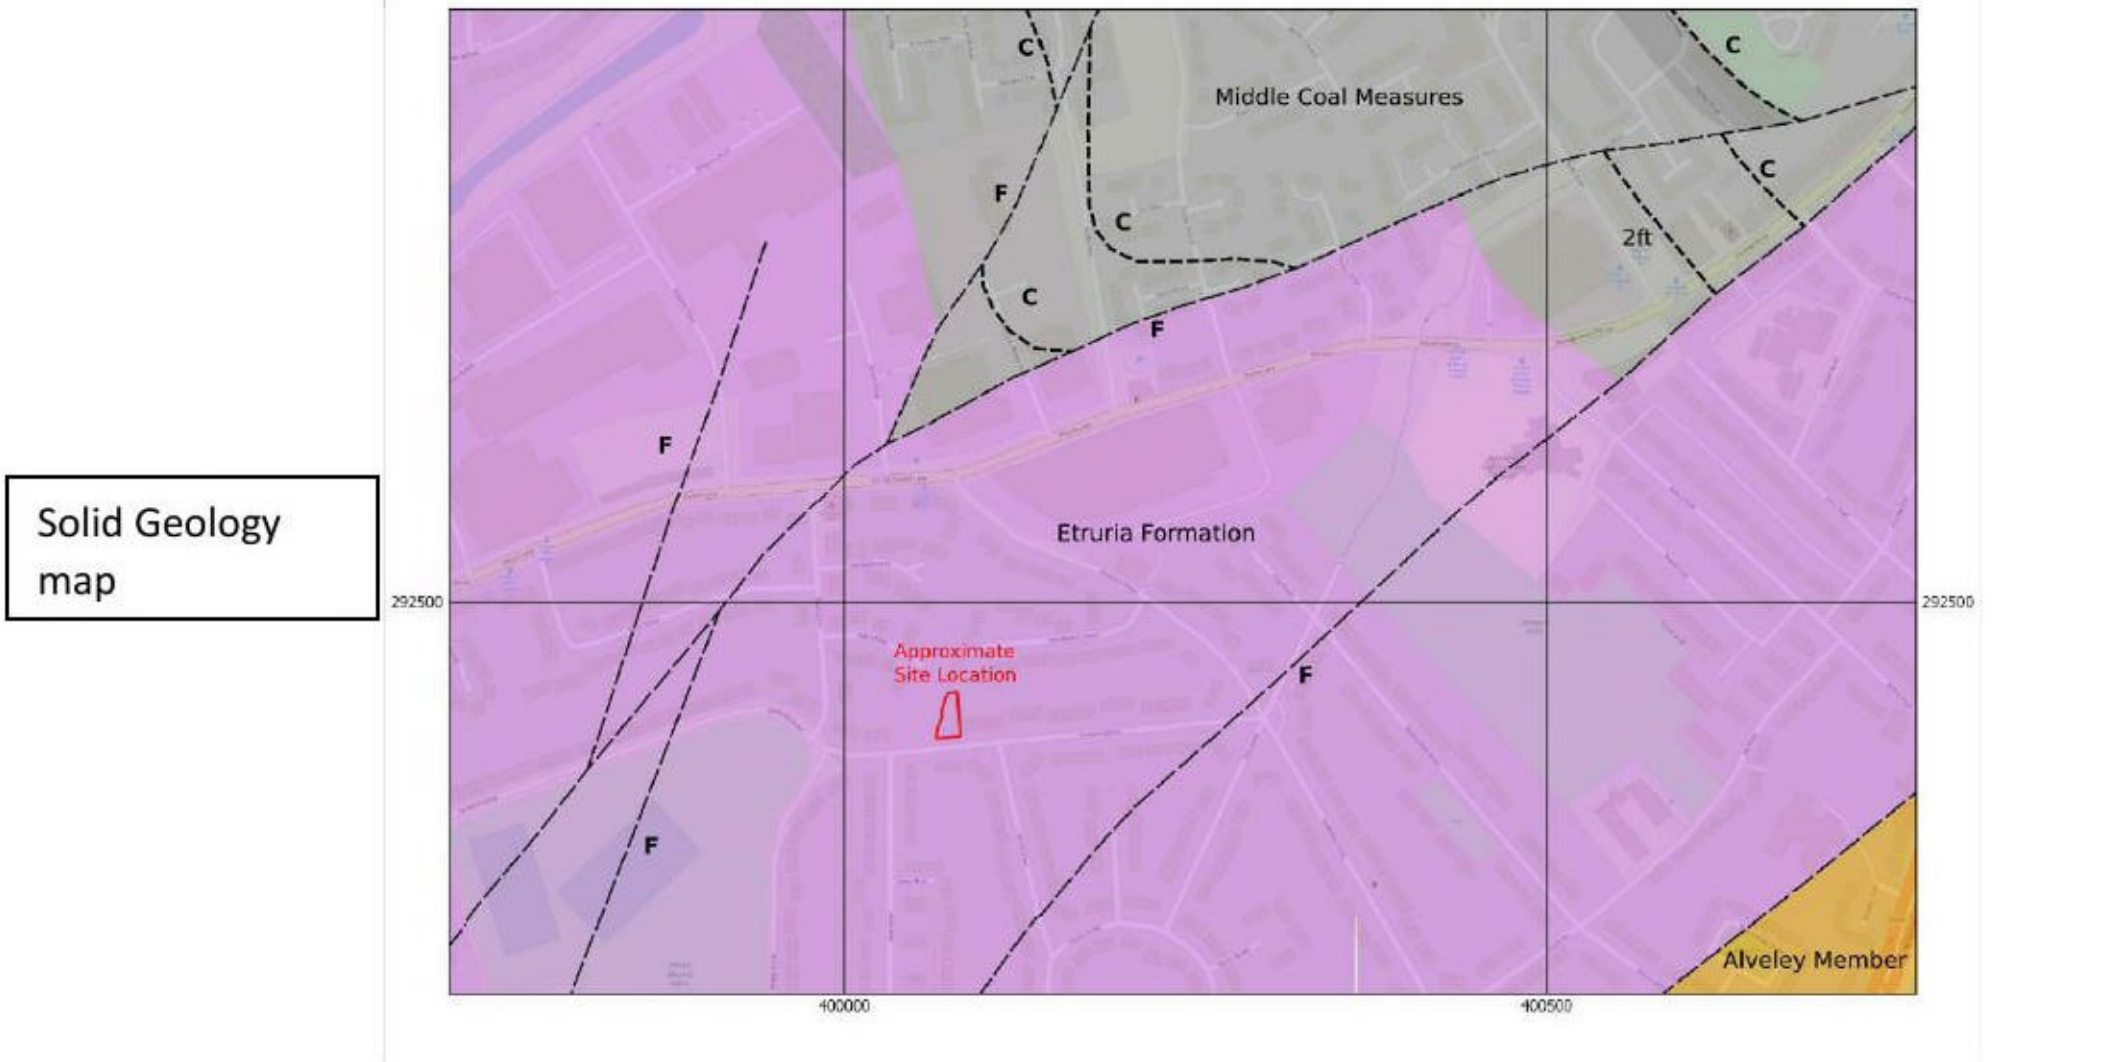 C
C
Middle Coal Measures
F
C
C
C
2ft
F
F
Solid Geology
map
Etruria Formation
292500
292500
Approximate
Site Location
F
F
Alveley Member
400000
400500